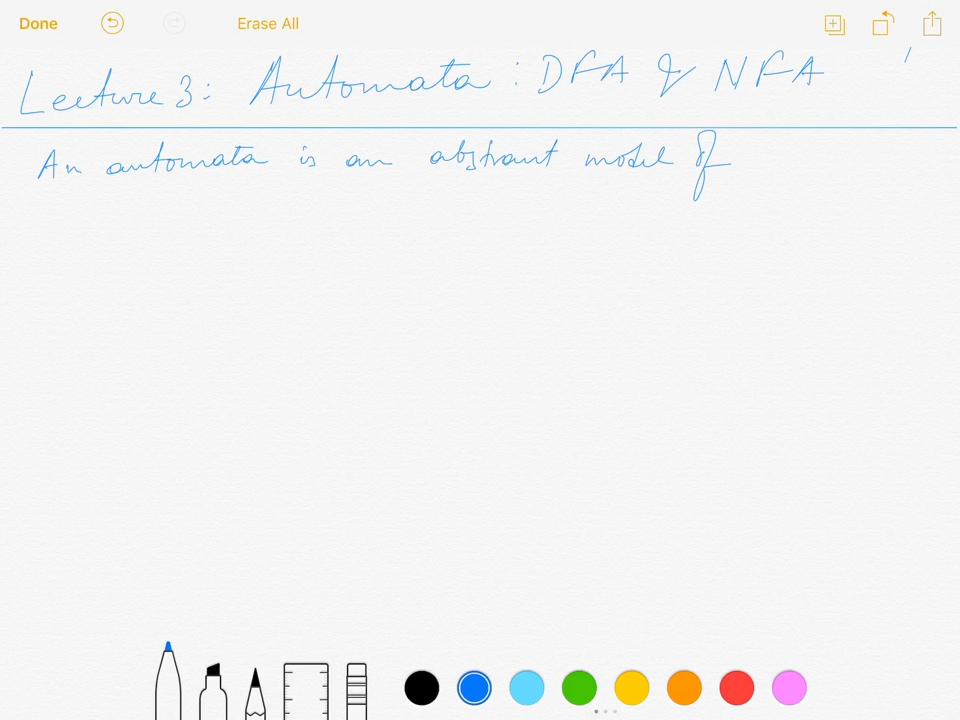 Done Erase All
Lecture 3: Automata: DFA & NFA
An automata is an abstract model of